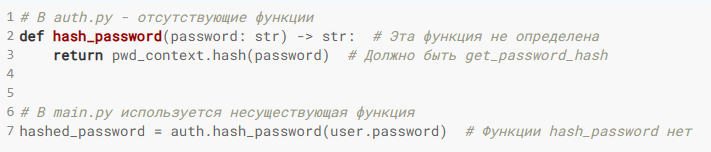 1 # В auth.py - отсутствующие функции
2 def hash_password(password: str) -> str:  # Эта функция не определена
3     return pwd_context.hash(password)  # Должно быть get_password_hash
4
5
6 # В main.py используется несуществующая функция
7 hashed_password = auth.hash_password(user.password)  # Функции hash_password нет